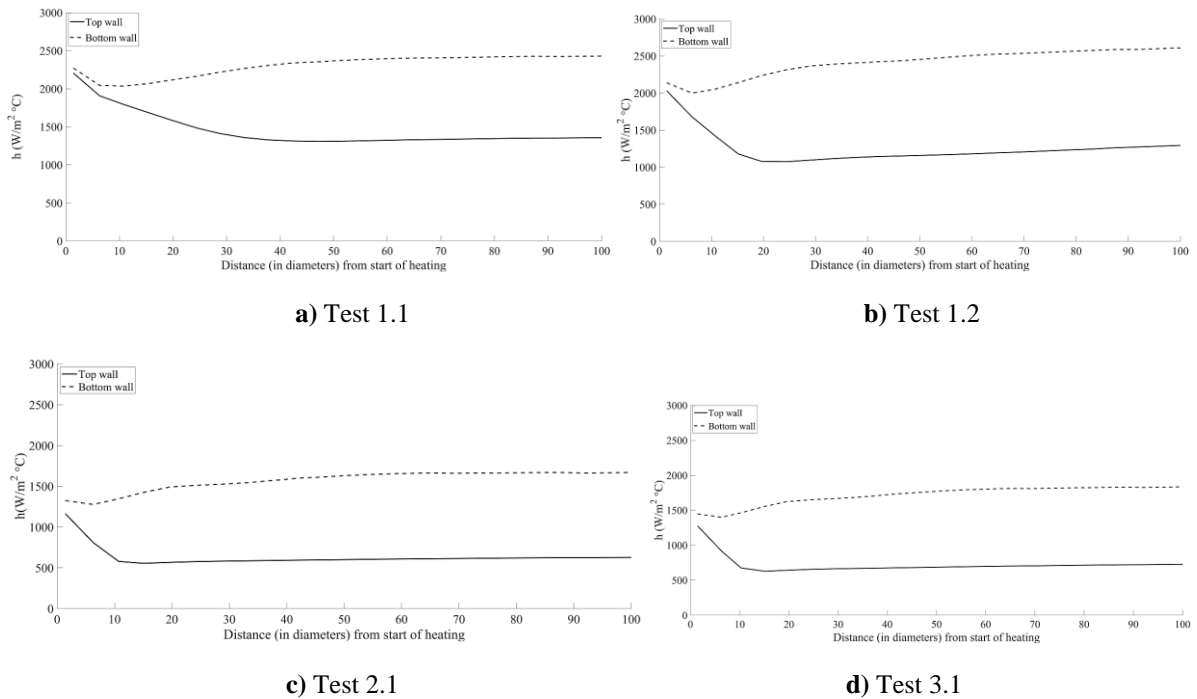 Top wall
Bottom wall
3000
2500
2000
1500
1000
500
0
h (W/m² °C)
0 10 20 30 40 50 60 70 80 90 100
Distance (in diameters) from start of heating
a) Test 1.1
Top wall
Bottom wall
3000
2500
2000
1500
1000
500
0
h (W/m² °C)
0 10 20 30 40 50 60 70 80 90 100
Distance (in diameters) from start of heating
b) Test 1.2
Top wall
Bottom wall
3000
2500
2000
1500
1000
500
0
h(W/m² °C)
0 10 20 30 40 50 60 70 80 90 100
Distance (in diameters) from start of heating
c) Test 2.1
Top wall
Bottom wall
3000
2500
2000
1500
1000
500
0
h (W/m² °C)
0 10 20 30 40 50 60 70 80 90 100
Distance (in diameters) from start of heating
d) Test 3.1